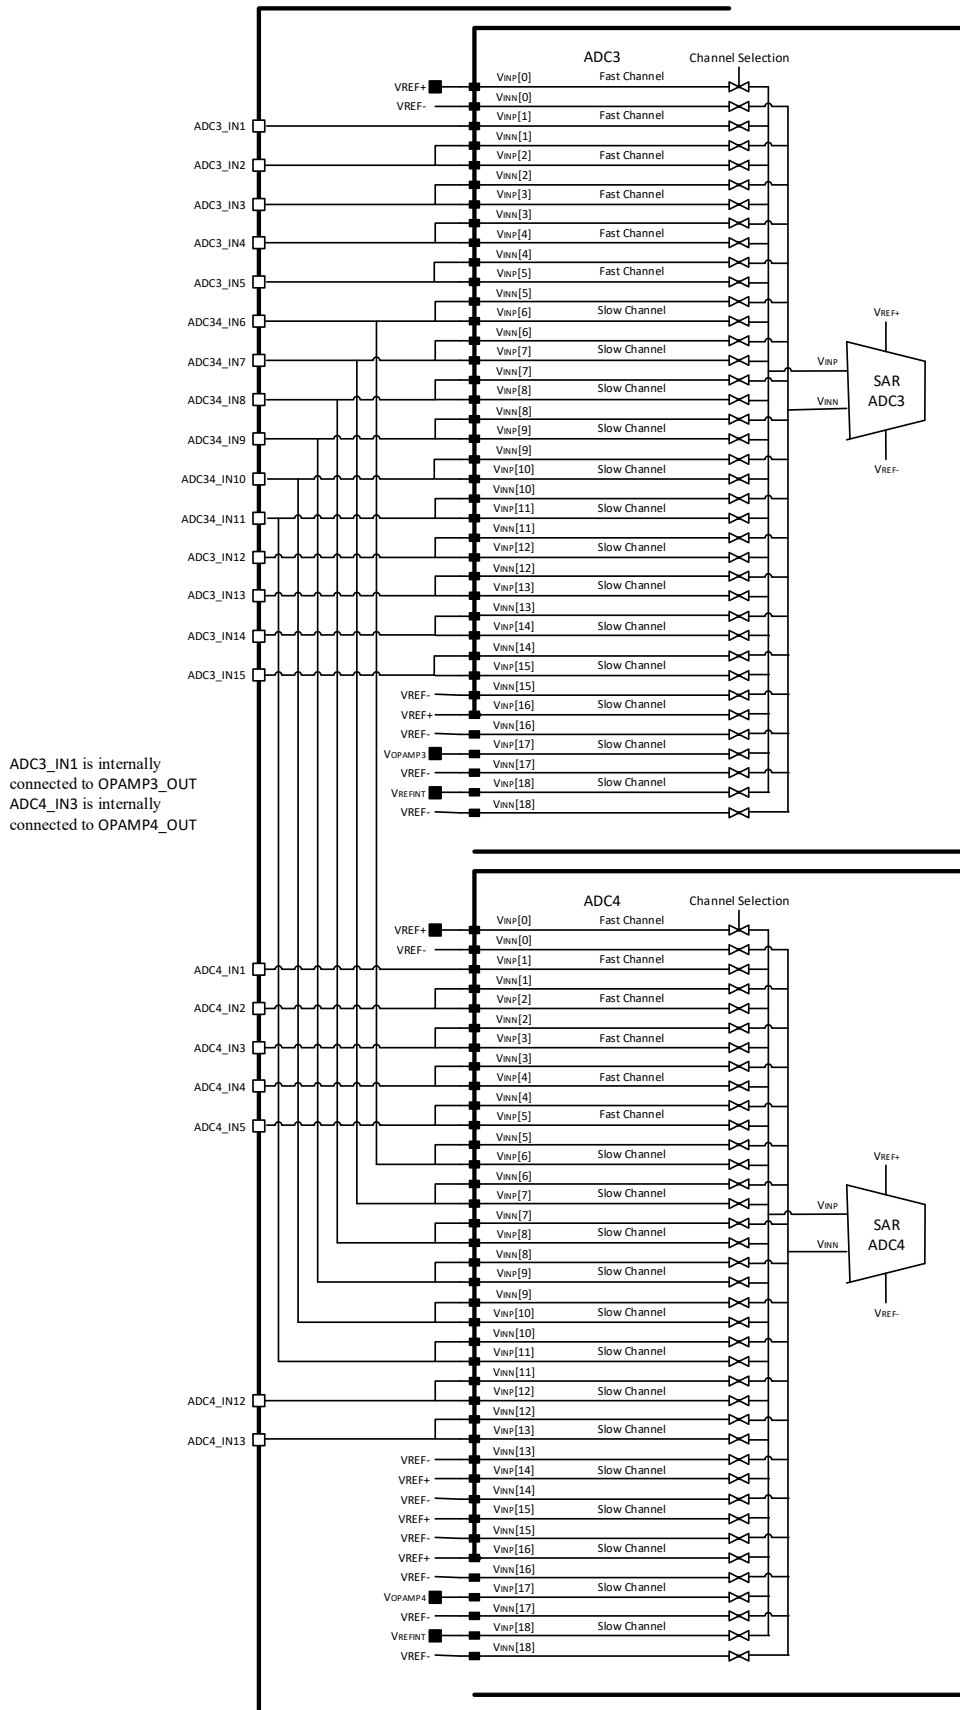 ADC3 Channel Selection
VINP[0] Fast Channel
VREF+
VINN[0]
VREF-
VINP[1] Fast Channel
ADC3_IN1
VINN[1]
VINP[2] Fast Channel
ADC3_IN2
VINN[2]
VINP[3] Fast Channel
ADC3_IN3
VINN[3]
VINP[4] Fast Channel
ADC3_IN4
VINN[4]
VINP[5] Fast Channel
ADC3_IN5
VINN[5]
VINP[6] Slow Channel
ADC34_IN6
VREF+
VINN[6]
VINP[7] Slow Channel
ADC34_IN7
VINP
VINN[7]
SAR
ADC3
VINP[8] Slow Channel
ADC34_IN8
VINN
VINN[8]
VINP[9] Slow Channel
ADC34_IN9
VINN[9]
VREF-
VINP[10] Slow Channel
ADC34_IN10
VINN[10]
VINP[11] Slow Channel
ADC34_IN11
VINN[11]
VINP[12] Slow Channel
ADC3_IN12
VINN[12]
VINP[13] Slow Channel
ADC3_IN13
VINN[13]
VINP[14] Slow Channel
ADC3_IN14
VINN[14]
VINP[15] Slow Channel
ADC3_IN15
VINN[15]
VREF-
VINP[16] Slow Channel
VREF+
VINN[16]
VREF-
VINP[17] Slow Channel
VOPAMP3
VINN[17]
VREF-
VINP[18] Slow Channel
VREFINT
VINN[18]
VREF-
ADC3_IN1 is internally
connected to OPAMP3_OUT
ADC4_IN3 is internally
connected to OPAMP4_OUT
ADC4 Channel Selection
VINP[0] Fast Channel
VREF+
VINN[0]
VREF-
VINP[1] Fast Channel
ADC4_IN1
VINN[1]
VINP[2] Fast Channel
ADC4_IN2
VINN[2]
VINP[3] Fast Channel
ADC4_IN3
VINN[3]
VINP[4] Fast Channel
ADC4_IN4
VINN[4]
VINP[5] Fast Channel
ADC4_IN5
VINN[5]
VINP[6] Slow Channel
VREF+
VINN[6]
VINP[7] Slow Channel
VINP
VINN[7]
SAR
ADC4
VINP[8] Slow Channel
VINN
VINN[8]
VINP[9] Slow Channel
VINN[9]
VREF-
VINP[10] Slow Channel
VINN[10]
VINP[11] Slow Channel
VINN[11]
VINP[12] Slow Channel
ADC4_IN12
VINN[12]
VINP[13] Slow Channel
ADC4_IN13
VINN[13]
VREF-
VINP[14] Slow Channel
VREF+
VINN[14]
VREF-
VINP[15] Slow Channel
VREF+
VINN[15]
VREF-
VINP[16] Slow Channel
VREF+
VINN[16]
VREF-
VINP[17] Slow Channel
VOPAMP4
VINN[17]
VREF-
VINP[18] Slow Channel
VREFINT
VINN[18]
VREF-